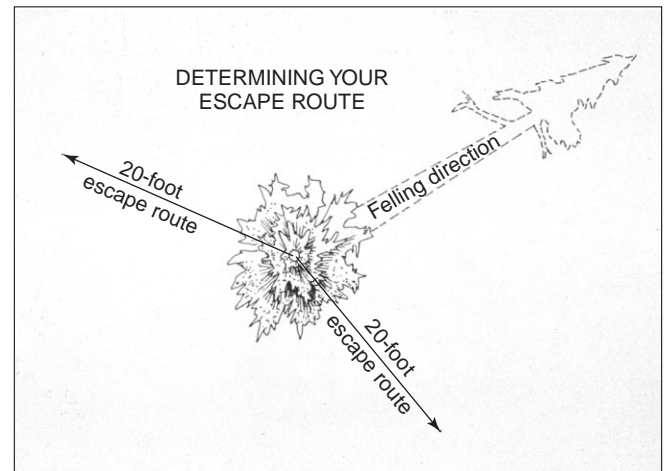 DETERMINING YOUR
ESCAPE ROUTE
20-foot
escape route
Felling direction
20-foot
escape route